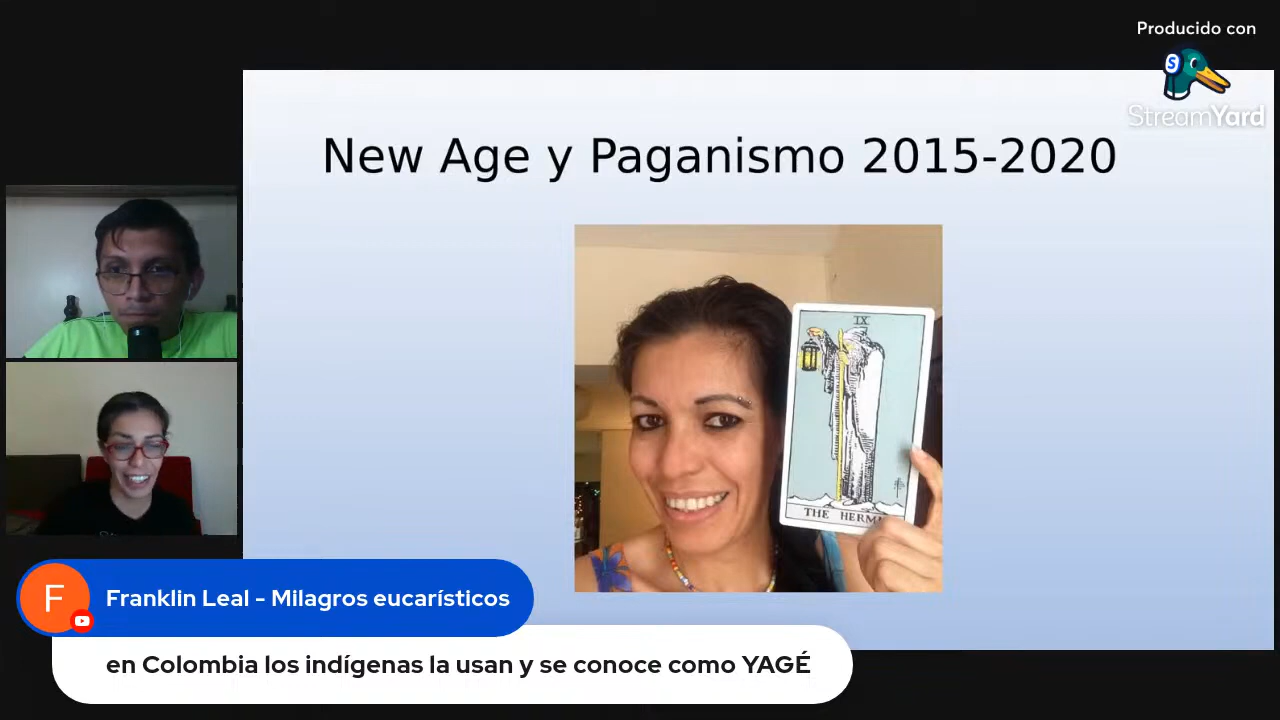 Producido con
StreamYard
New Age y Paganismo 2015-2020
IX
THE HERMI
F
Franklin Leal - Milagros eucarísticos
en Colombia los indígenas la usan y se conoce como YAGÉ